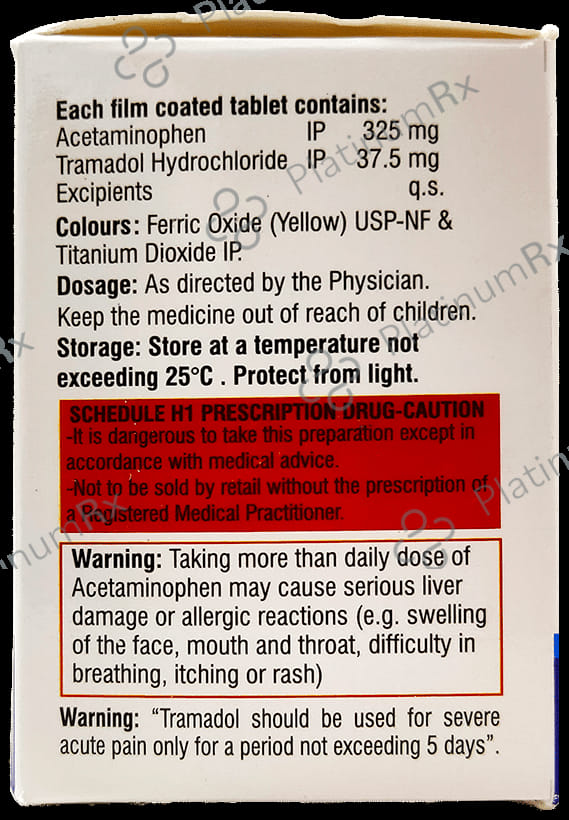 Each film coated tablet contains:
Acetaminophen IP 325 mg
Tramadol Hydrochloride IP 37.5 mg
Excipients q.s.
Colours: Ferric Oxide (Yellow) USP-NF &
Titanium Dioxide IP.
Dosage: As directed by the Physician.
Keep the medicine out of reach of children.
Storage: Store at a temperature not
exceeding 25°C . Protect from light.
SCHEDULE H1 PRESCRIPTION DRUG-CAUTION
-It is dangerous to take this preparation except in
accordance with medical advice.
-Not to be sold by retail without the prescription of
a Registered Medical Practitioner.
Warning: Taking more than daily dose of
Acetaminophen may cause serious liver
damage or allergic reactions (e.g. swelling
of the face, mouth and throat, difficulty in
breathing, itching or rash)
Warning: “Tramadol should be used for severe
acute pain only for a period not exceeding 5 days”.
PlatinumRx
PlatinumRx
PlatinumRx